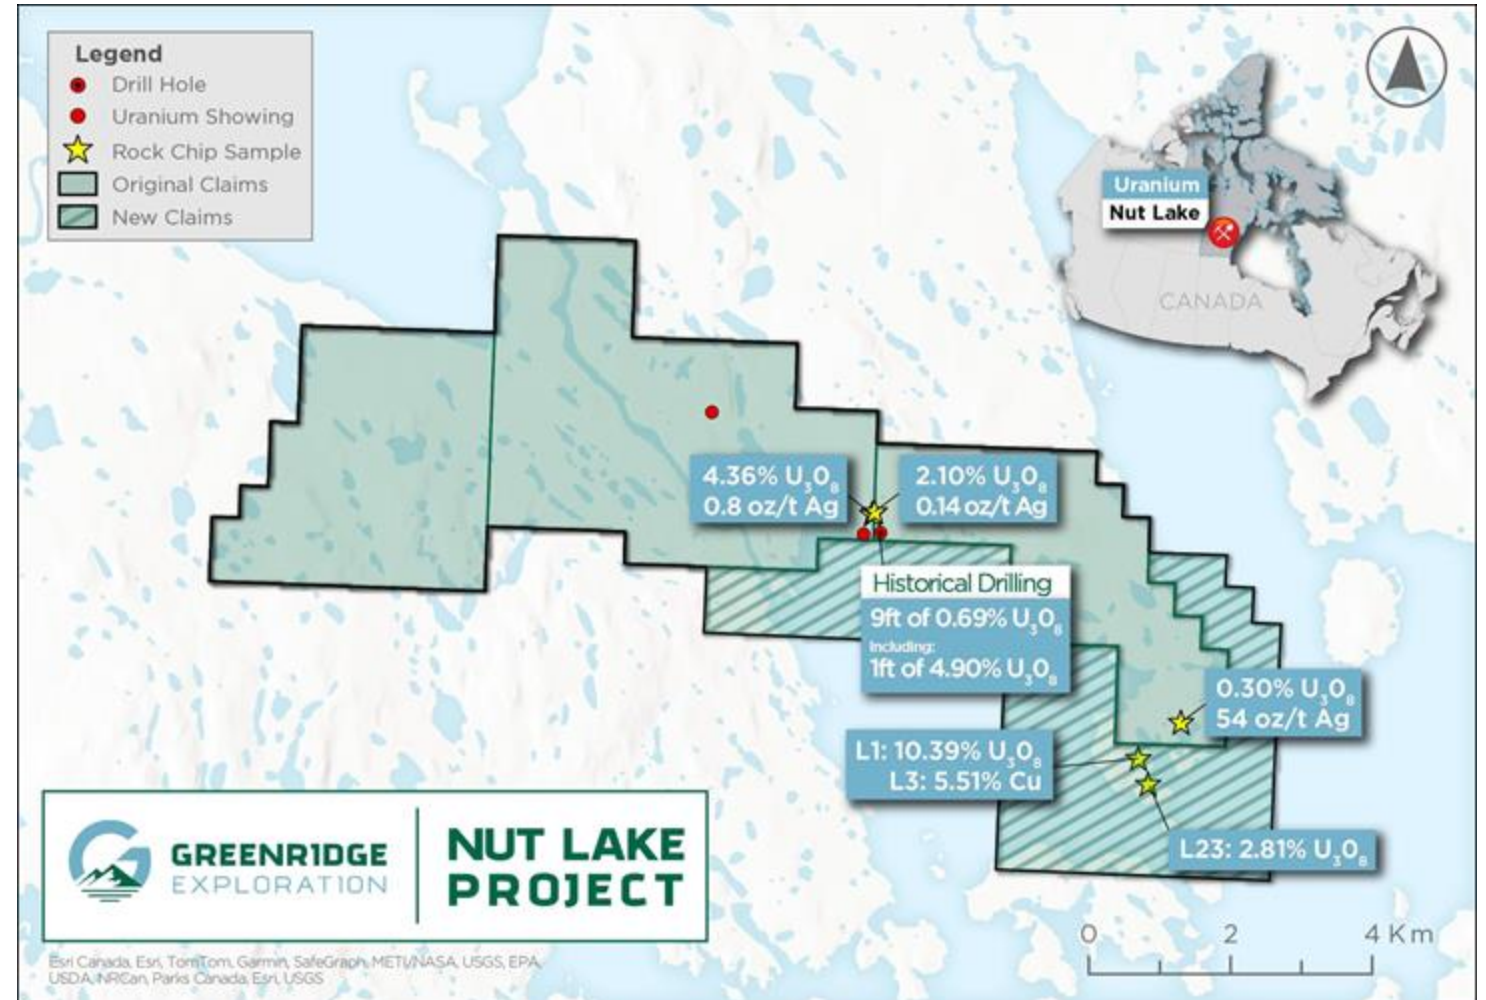 Legend
Drill Hole
Uranium Showing
Rock Chip Sample
Original Claims
New Claims
Uranium
Nut Lake
CANADA
4.36% U₃O₈
0.8 oz/t Ag
2.10% U₃O₈
0.14 oz/t Ag
Historical Drilling
9ft of 0.69% U₃O₈
Including:
1ft of 4.90% U₃O₈
0.30% U₃O₈
54 oz/t Ag
L1: 10.39% U₃O₈
L3: 5.51% Cu
L23: 2.81% U₃O₈
GREENRIDGE
EXPLORATION
NUT LAKE
PROJECT
0 2 4 Km
Esri Canada, Esri, TomTom, Garmin, SafeGraph, METI/NASA, USGS, EPA,
USDA, NRCan, Parks Canada, Esri, USGS